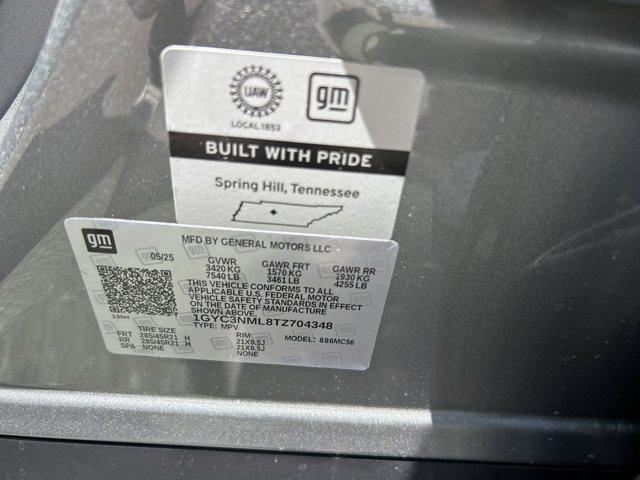 UAW
gm
LOCAL 1853
BUILT WITH PRIDE
Spring Hill, Tennessee
gm
MFD BY GENERAL MOTORS LLC
05/25
GVWR GAWR FRT GAWR RR
3420 KG 1570 KG 1930 KG
7540 LB 3461 LB 4255 LB
THIS VEHICLE CONFORMS TO ALL
APPLICABLE U.S. FEDERAL MOTOR
VEHICLE SAFETY STANDARDS IN EFFECT
ON THE DATE OF MANUFACTURE
SHOWN ABOVE.
1GYC3NML8TZ704348
TYPE: MPV
MODEL: 886MC56
TIRE SIZE RIM
FRT 285/45R21 H 21X9.5J
RR 285/45R21 H 21X9.5J
SPA NONE NONE